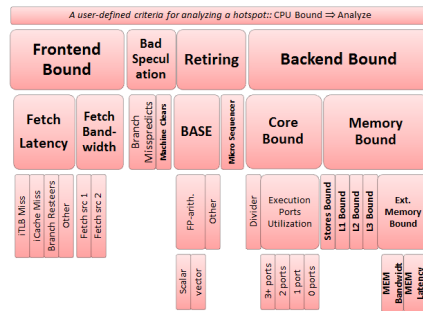 A user-defined criteria for analyzing a hotspot:: CPU Bound ⇒ Analyze
Frontend
Bound
Bad
Specul
ation
Retiring
Backend Bound
Fetch
Latency
Fetch
Band-
width
Branch
Misspredicts
Machine Clears
BASE
Micro Sequencer
Core
Bound
Memory
Bound
iTLB Miss
iCache Miss
Branch Resteers
Other
Fetch src 1
Fetch src 2
FP-arith.
Other
Divider
Execution
Ports
Utilization
Stores Bound
L1 Bound
L2 Bound
L3 Bound
Ext.
Memory
Bound
Scalar
vector
3+ ports
2 ports
1 port
0 ports
MEM
Bandwidt
MEM
Latency